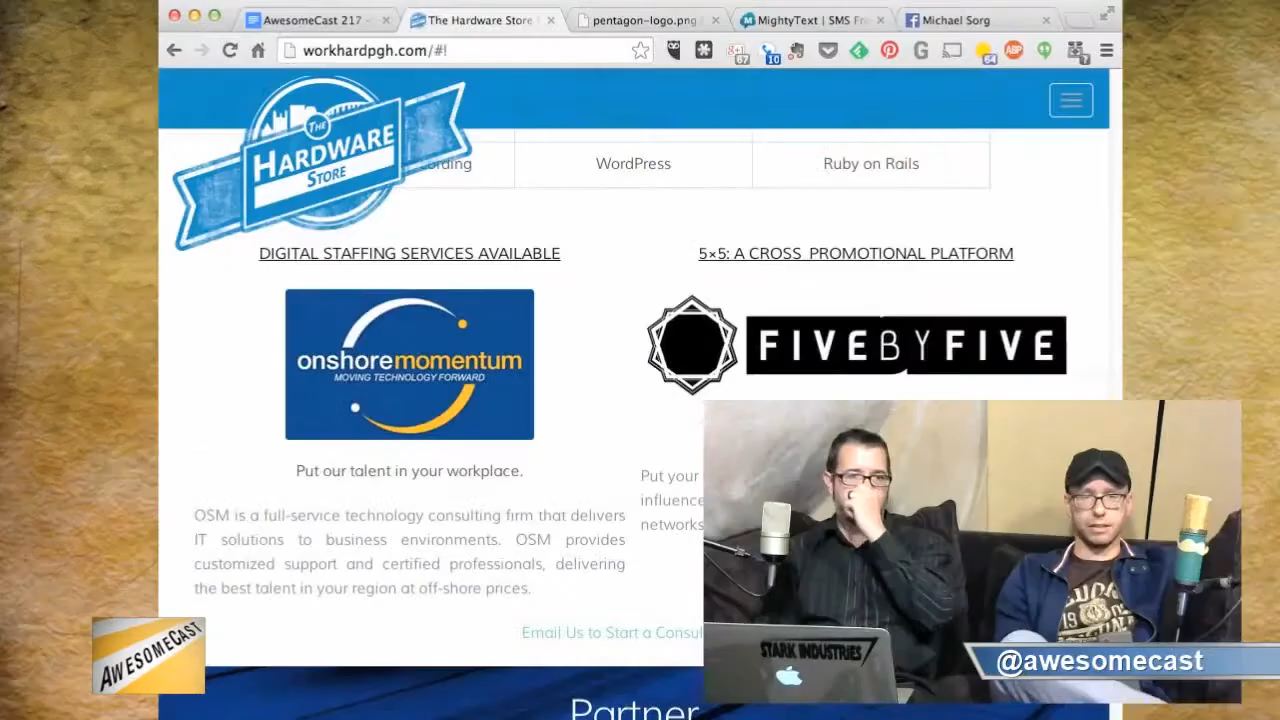 AwesomeCast 217 -
The Hardware Store
pentagon-logo.png
MightyText | SMS Fr
Michael Sorg
workhardpgh.com/#!
THE
HARDWARE
STORE
WordPress
Ruby on Rails
DIGITAL STAFFING SERVICES AVAILABLE
5×5: A CROSS PROMOTIONAL PLATFORM
onshoremomentum
MOVING TECHNOLOGY FORWARD
FIVEBYFIVE
Put our talent in your workplace.
OSM is a full-service technology consulting firm that delivers
IT solutions to business environments. OSM provides
customized support and certified professionals, delivering
the best talent in your region at off-shore prices.
Email Us to Start a Consul
Put your
influence
networks
STARK INDUSTRIES
AWESOMECAST
@awesomecast
Partner